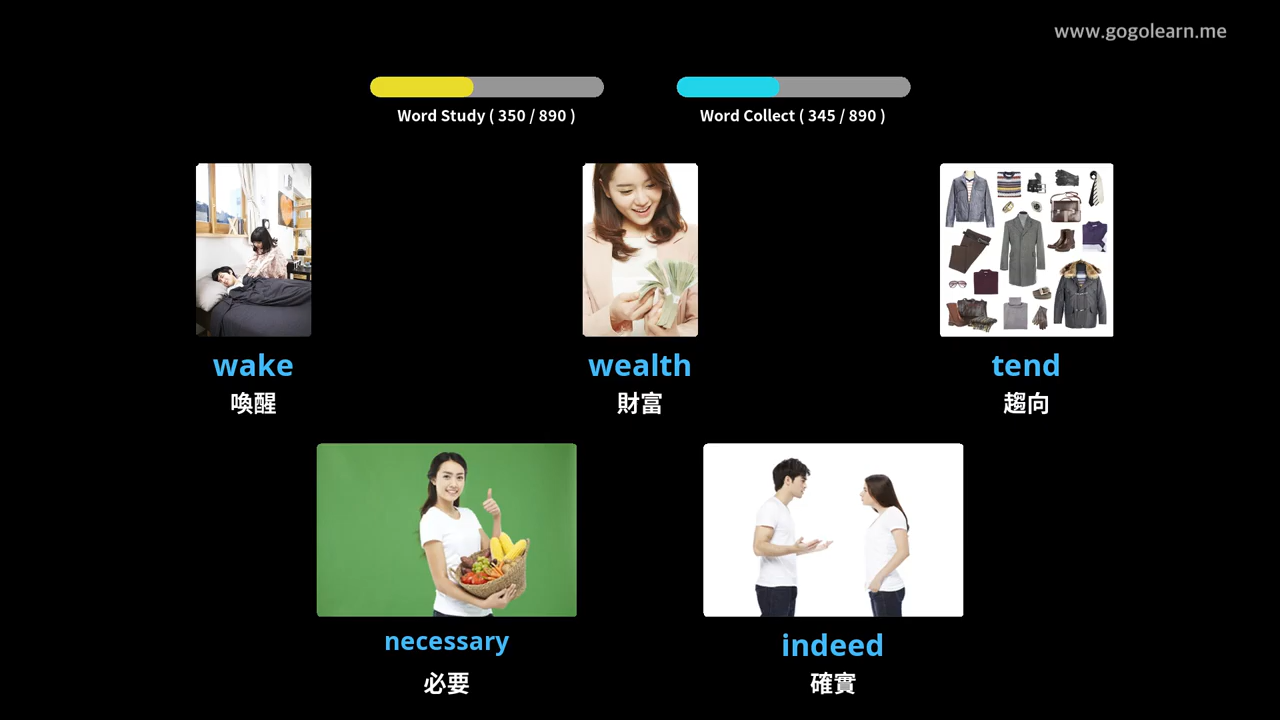 www.gogolearn.me
Word Study ( 350 / 890 )
Word Collect ( 345 / 890 )
wake
喚醒
wealth
財富
tend
趨向
necessary
必要
indeed
確實